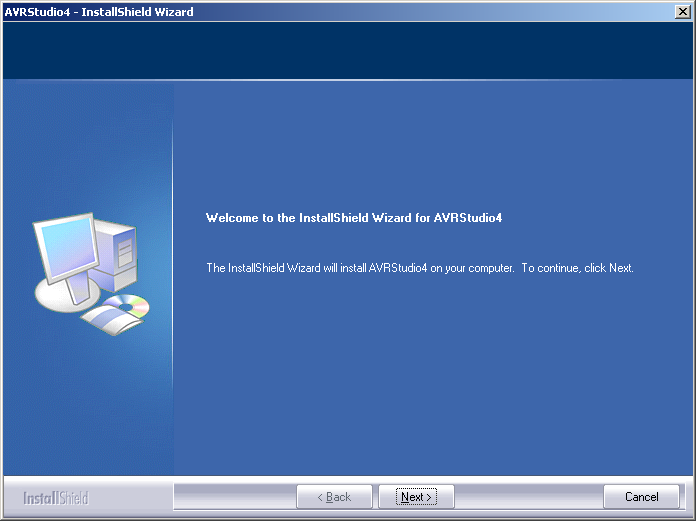 AVRStudio4 - InstallShield Wizard
Welcome to the InstallShield Wizard for AVRStudio4
The InstallShield Wizard will install AVRStudio4 on your computer. To continue, click Next.
InstallShield
< Back
Next >
Cancel